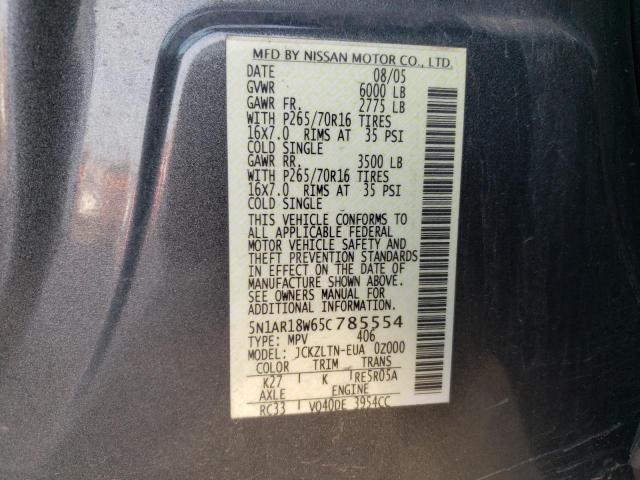 MFD BY NISSAN MOTOR CO., LTD.
DATE 08/05
GVWR 6000 LB
GAWR FR. 2775 LB
WITH P265/70R16 TIRES
16X7.0 RIMS AT 35 PSI
COLD SINGLE
GAWR RR. 3500 LB
WITH P265/70R16 TIRES
16X7.0 RIMS AT 35 PSI
COLD SINGLE
THIS VEHICLE CONFORMS TO
ALL APPLICABLE FEDERAL
MOTOR VEHICLE SAFETY AND
THEFT PREVENTION STANDARDS
IN EFFECT ON THE DATE OF
MANUFACTURE SHOWN ABOVE.
SEE OWNERS MANUAL FOR
ADDITIONAL INFORMATION.
5N1AR18W65C785554
TYPE: MPV 406
MODEL: JCKZLTN-EUA 0Z000
COLOR TRIM TRANS
K27 K RE5R05A
AXLE ENGINE
RC33 VQ40DE 3954CC